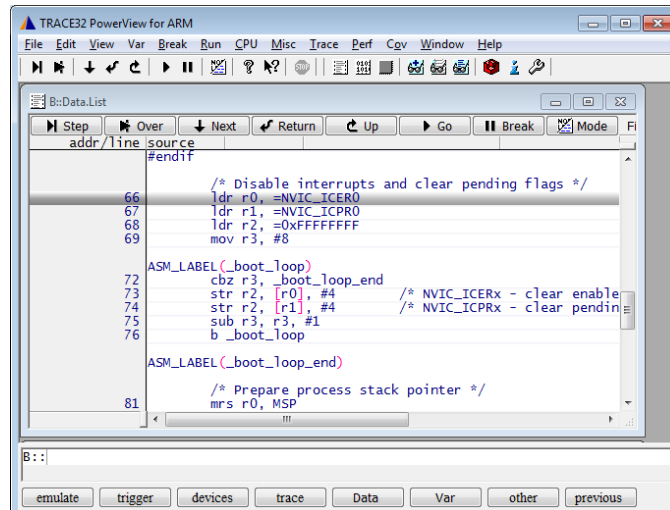 TRACE32 PowerView for ARM
File Edit View Var Break Run CPU Misc Trace Perf Cov Window Help
B::Data.List
Step Over Next Return Up Go Break Mode Fi
addr/line source
#endif
/* Disable interrupts and clear pending flags */
66 ldr r0, =NVIC_ICER0
67 ldr r1, =NVIC_ICPR0
68 ldr r2, =0xFFFFFFFF
69 mov r3, #8
ASM_LABEL(_boot_loop)
72 cbz r3, _boot_loop_end
73 str r2, [r0], #4 /* NVIC_ICERx - clear enable
74 str r2, [r1], #4 /* NVIC_ICPRx - clear pendin
75 sub r3, r3, #1
76 b _boot_loop
ASM_LABEL(_boot_loop_end)
/* Prepare process stack pointer */
81 mrs r0, MSP
B::
emulate trigger devices trace Data Var other previous